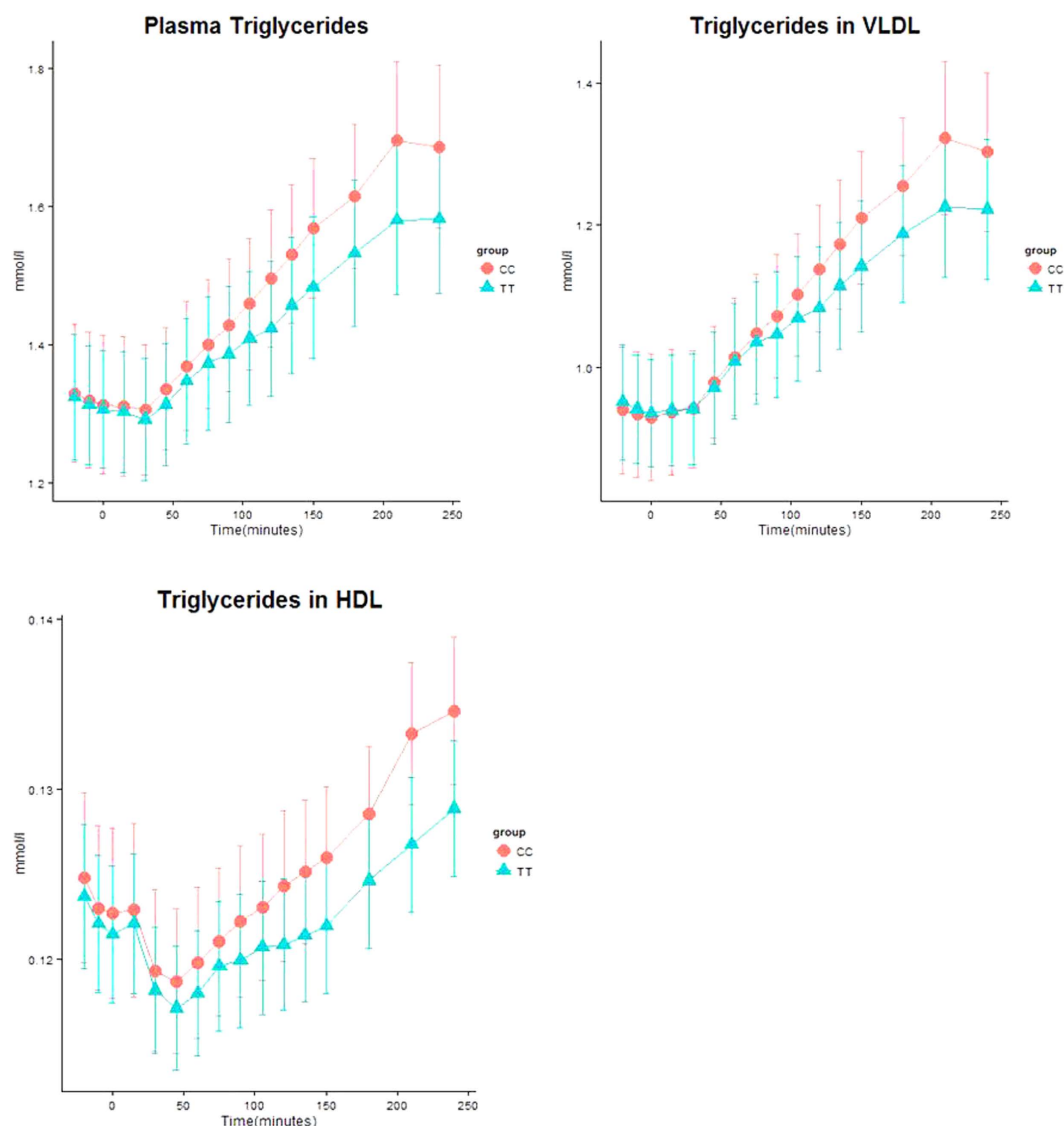 Plasma Triglycerides
1.8
1.6
1.4
1.2
mmol/l
0 50 100 150 200 250
Time(minutes)
group
CC
TT
Triglycerides in VLDL
1.4
1.2
1.0
mmol/l
0 50 100 150 200 250
Time(minutes)
group
CC
TT
Triglycerides in HDL
0.14
0.13
0.12
mmol/l
0 50 100 150 200 250
Time(minutes)
group
CC
TT